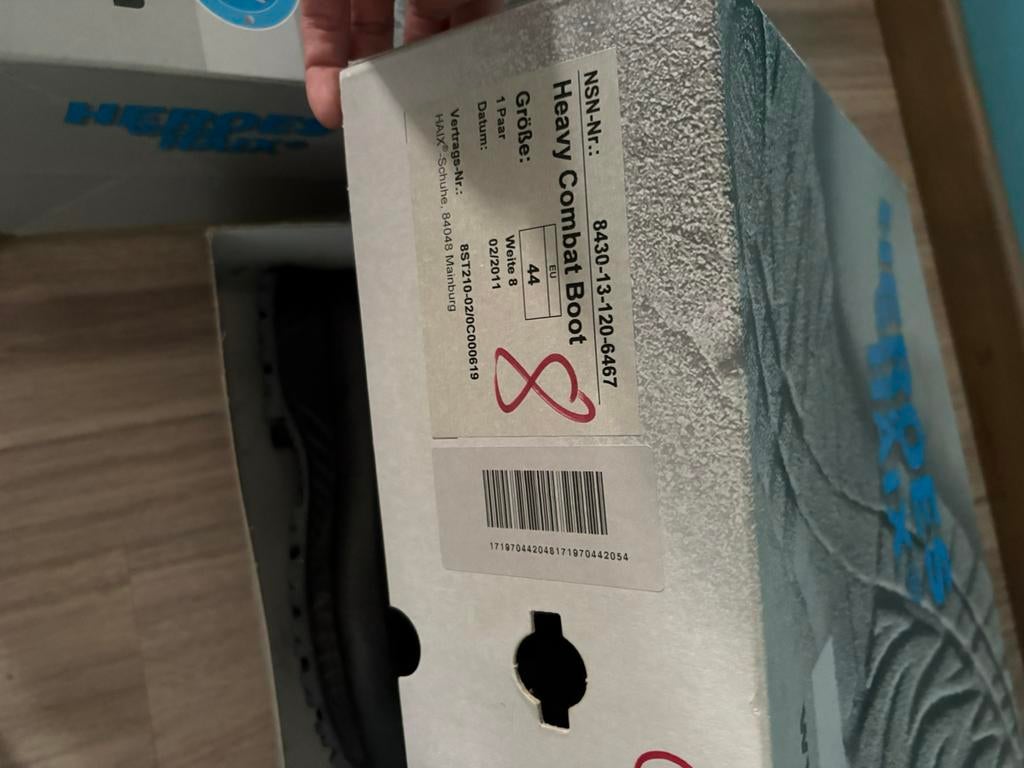 NSN-Nr.: 8430-13-120-6467
Heavy Combat Boot
EU
Größe: 44
1 Paar Weite 8
Datum: 02/2011
Vertrags-Nr.: 8ST210-02/0C000619
HAIX®-Schuhe, 84048 Mainburg
8
171970442048171970442054
HEROES